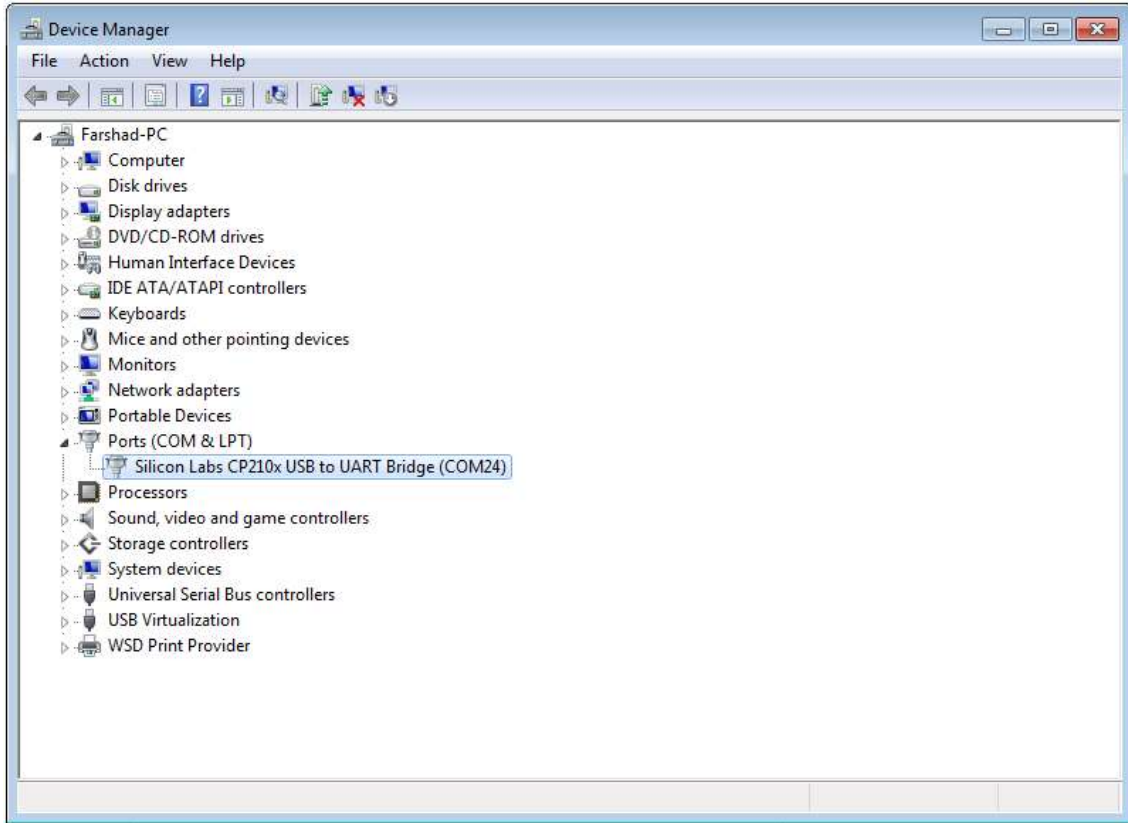 Device Manager
File Action View Help
Farshad-PC
Computer
Disk drives
Display adapters
DVD/CD-ROM drives
Human Interface Devices
IDE ATA/ATAPI controllers
Keyboards
Mice and other pointing devices
Monitors
Network adapters
Portable Devices
Ports (COM & LPT)
Silicon Labs CP210x USB to UART Bridge (COM24)
Processors
Sound, video and game controllers
Storage controllers
System devices
Universal Serial Bus controllers
USB Virtualization
WSD Print Provider